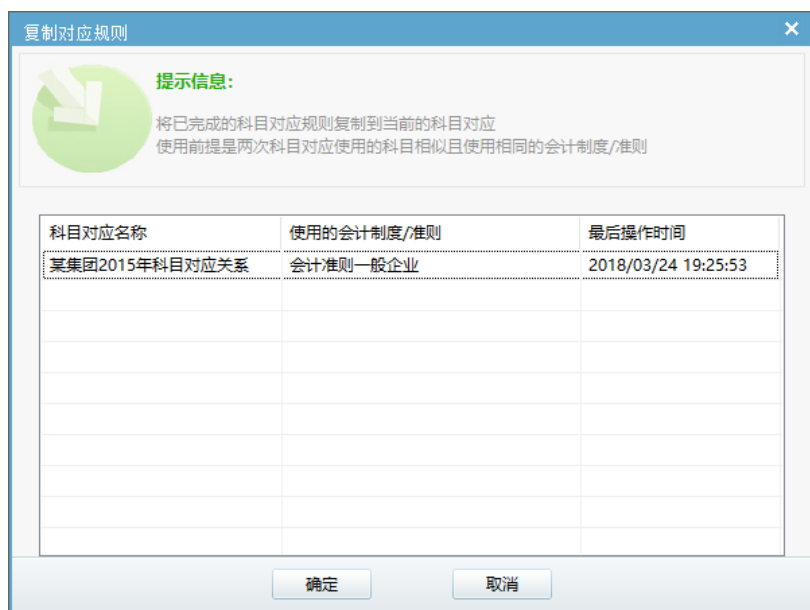 复制对应规则
提示信息:
将已完成的科目对应规则复制到当前的科目对应
使用前提是两次科目对应使用的科目相似且使用相同的会计制度/准则
科目对应名称 使用的会计制度/准则 最后操作时间
某集团2015年科目对应关系 会计准则一般企业 2018/03/24 19:25:53
确定 取消